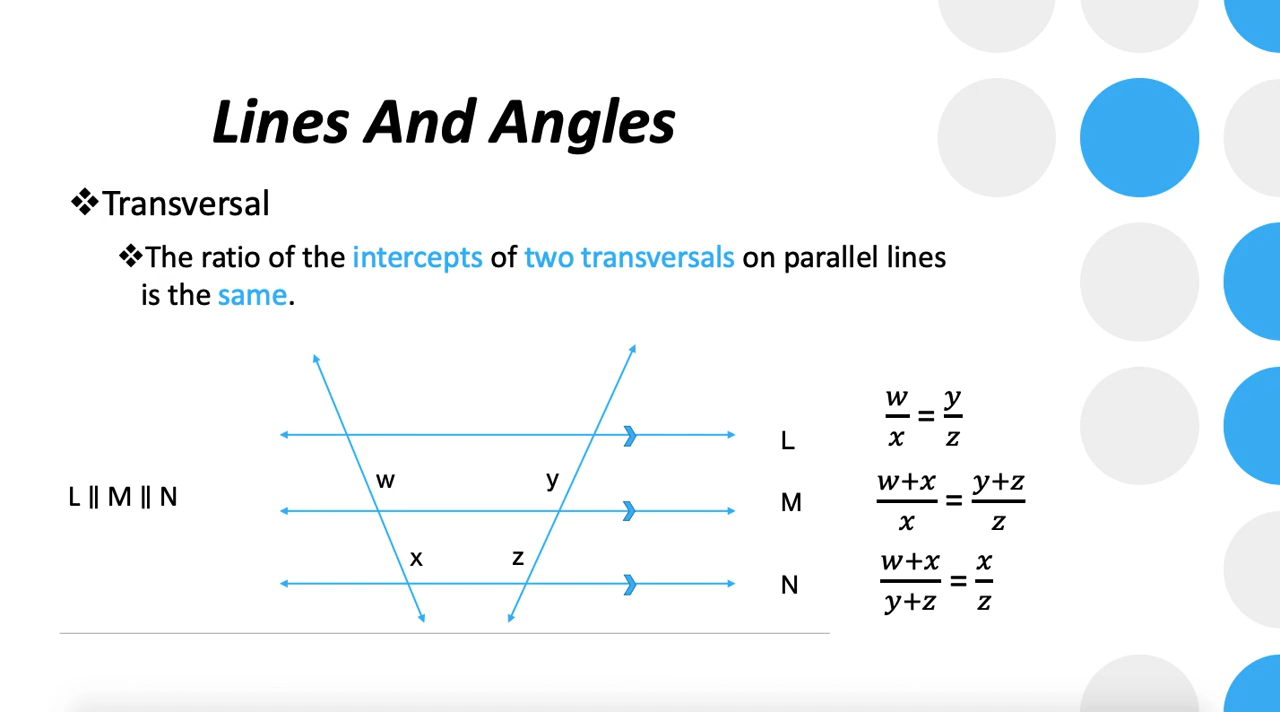 Lines And Angles
❖Transversal
❖The ratio of the intercepts of two transversals on parallel lines
is the same.
L || M || N
w
y
x
z
L
M
N
w/x = y/z
w+x/x = y+z/z
w+x/y+z = x/z